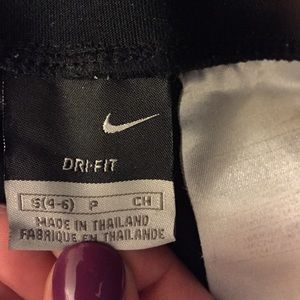 DRI-FIT
S(4-6) P CH
MADE IN THAILAND
FABRIQUE EN THAILANDE